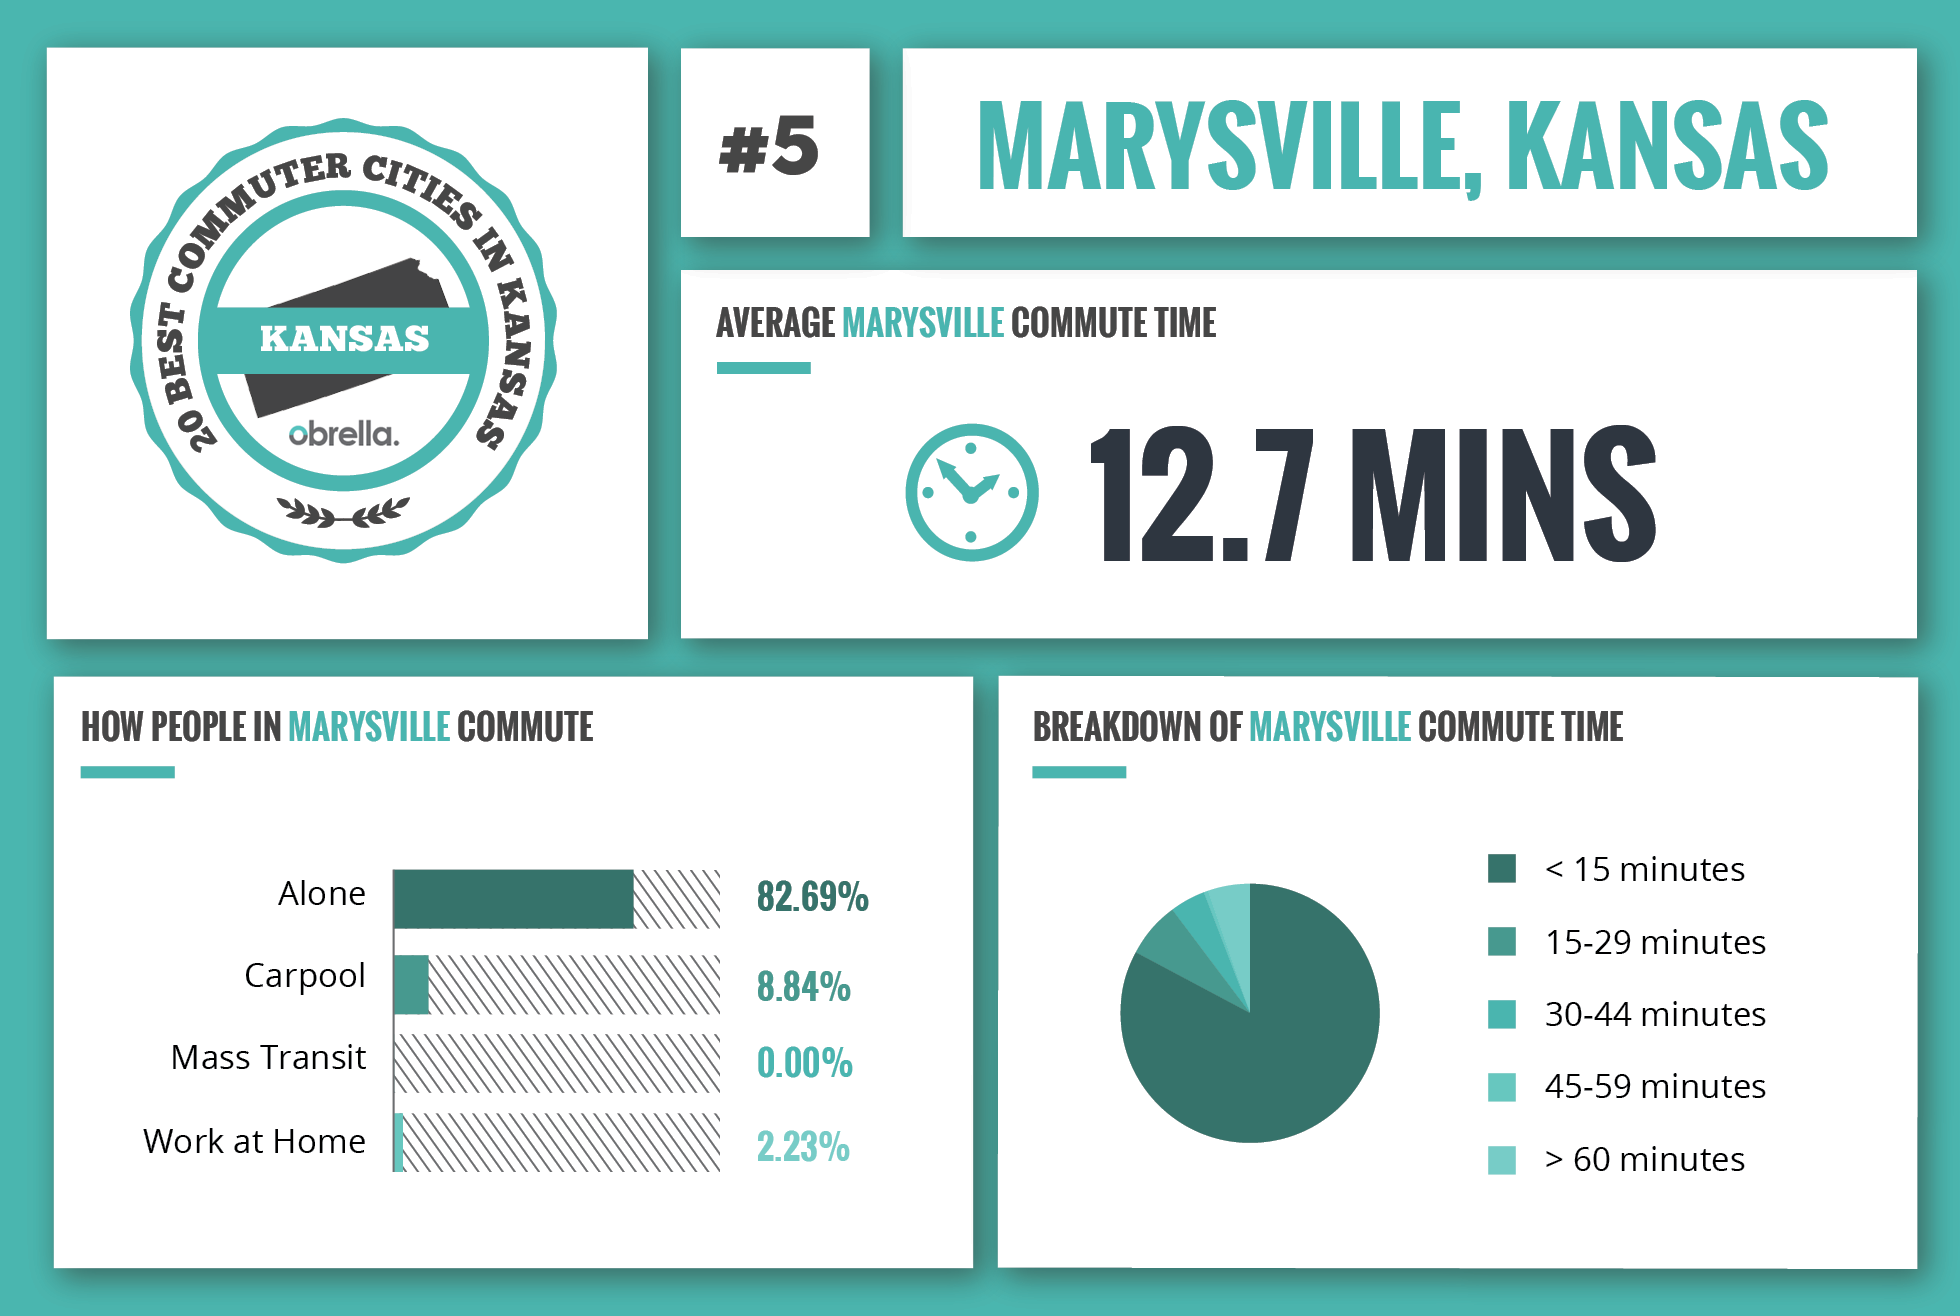 20 BEST COMMUTER CITIES IN KANSAS
KANSAS
obrella.
#5
MARYSVILLE, KANSAS
AVERAGE MARYSVILLE COMMUTE TIME
12.7 MINS
HOW PEOPLE IN MARYSVILLE COMMUTE
Alone 82.69%
Carpool 8.84%
Mass Transit 0.00%
Work at Home 2.23%
BREAKDOWN OF MARYSVILLE COMMUTE TIME
< 15 minutes
15-29 minutes
30-44 minutes
45-59 minutes
> 60 minutes